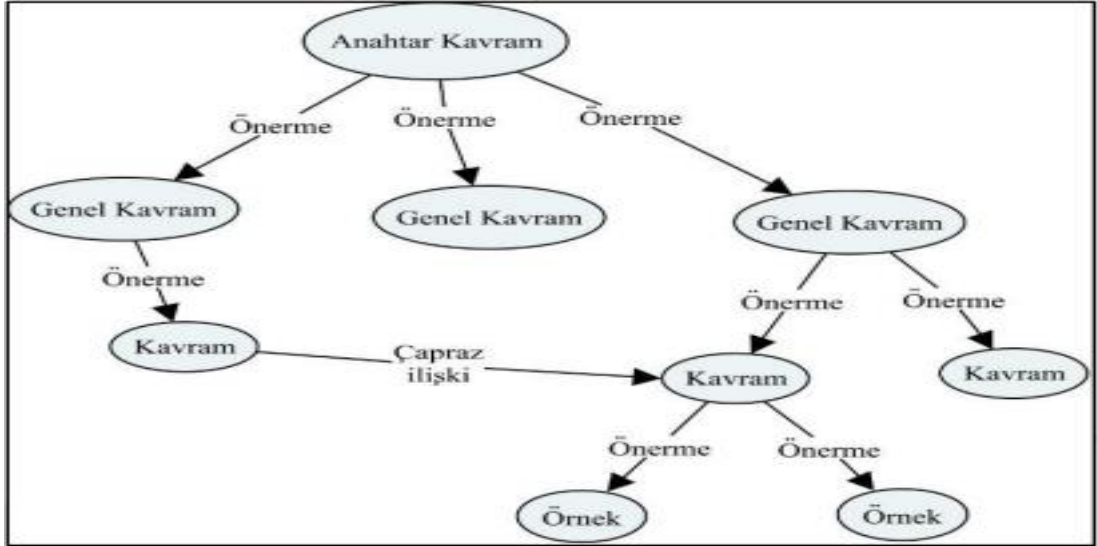 Anahtar Kavram
Önerme
Önerme
Önerme
Genel Kavram
Genel Kavram
Genel Kavram
Önerme
Önerme
Önerme
Kavram
Çapraz
ilişki
Kavram
Kavram
Önerme
Önerme
Örnek
Örnek